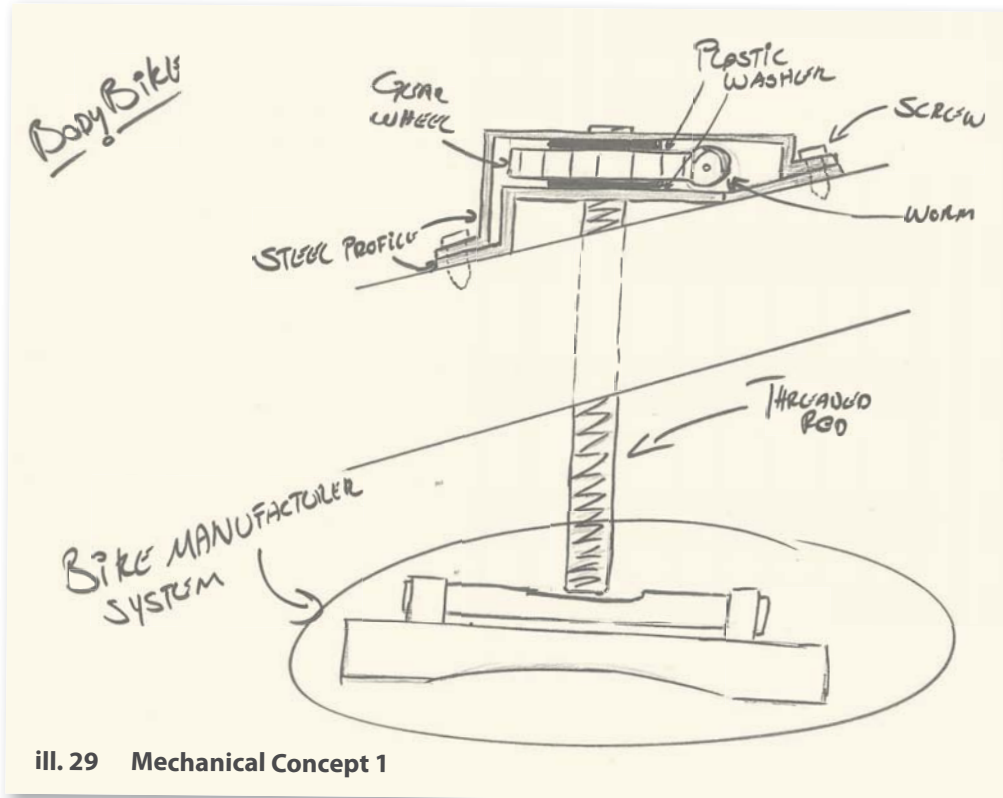 BODYBIKE
GEAR
WHEEL
PLASTIC
WASHER
SCREW
WORM
STEEL PROFILE
THREADED
ROD
BIKE MANUFACTURER
SYSTEM
ill. 29 Mechanical Concept 1